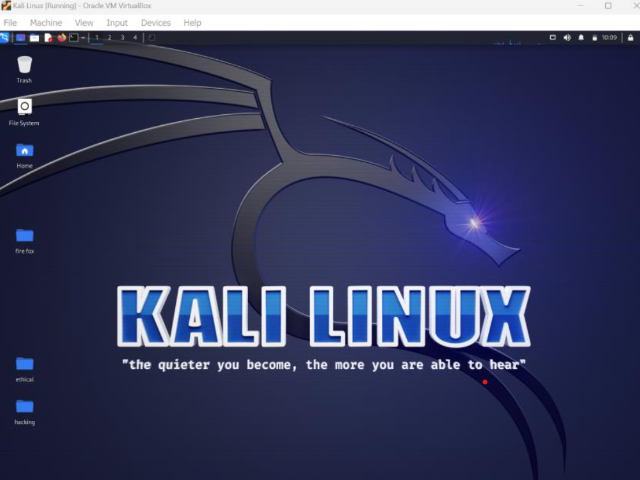 Kali Linux [Running] - Oracle VM VirtualBox
File Machine View Input Devices Help
1 2 3 4
10:09
Trash
File System
Home
fire fox
KALI LINUX
"the quieter you become, the more you are able to hear"
ethical
hacking